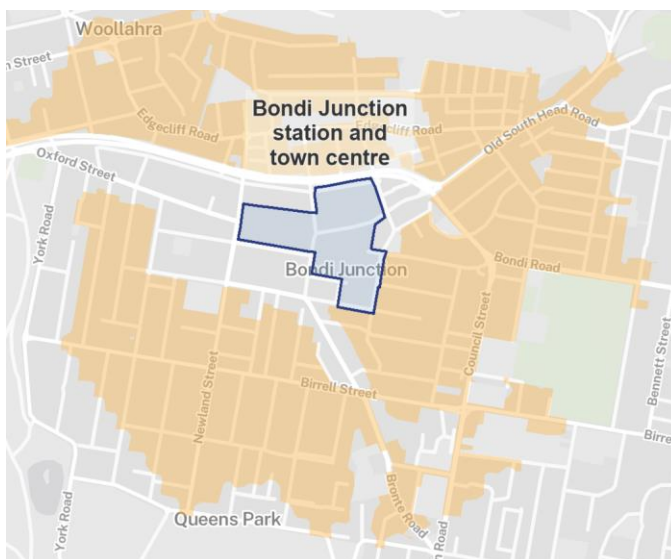 Woollahra
n Street
Edgecliff Road
Bondi Junction
station and
town centre
Edgecliff Road
Old South Head Road
Oxford Street
York Road
Bondi Junction
Bondi Road
Council Street
Bennett Street
Newland Street
Birrell Street
Birre
Bronte Road
Queens Park
York Road
n Road